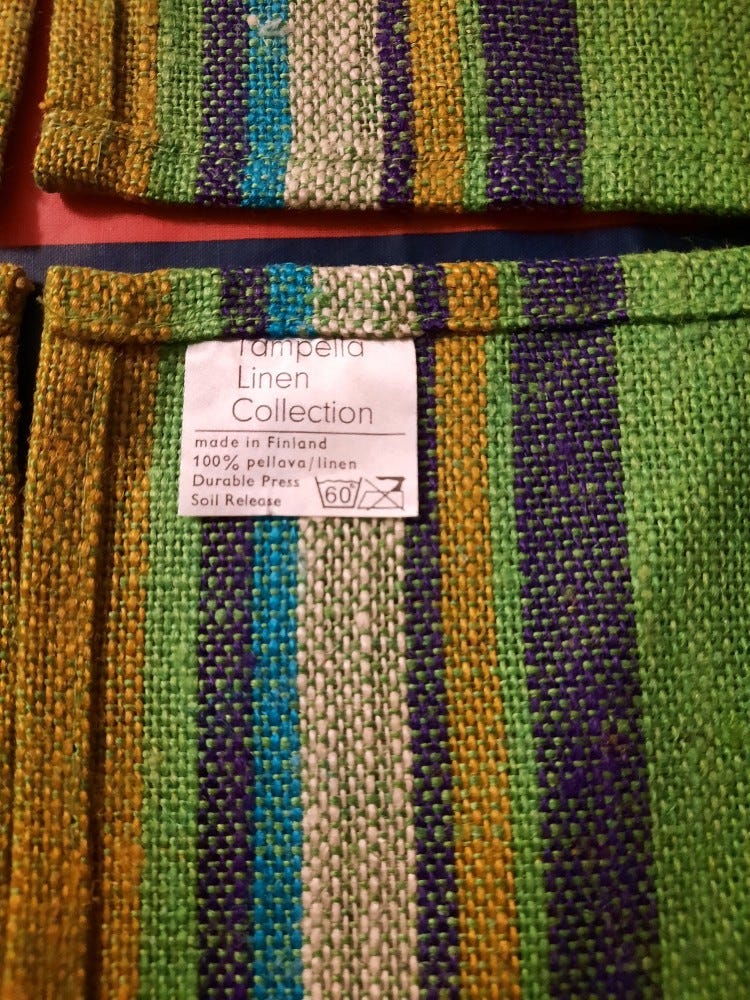 Tampella
Linen
Collection
made in Finland
100% pellava/linen
Durable Press
Soil Release 60°